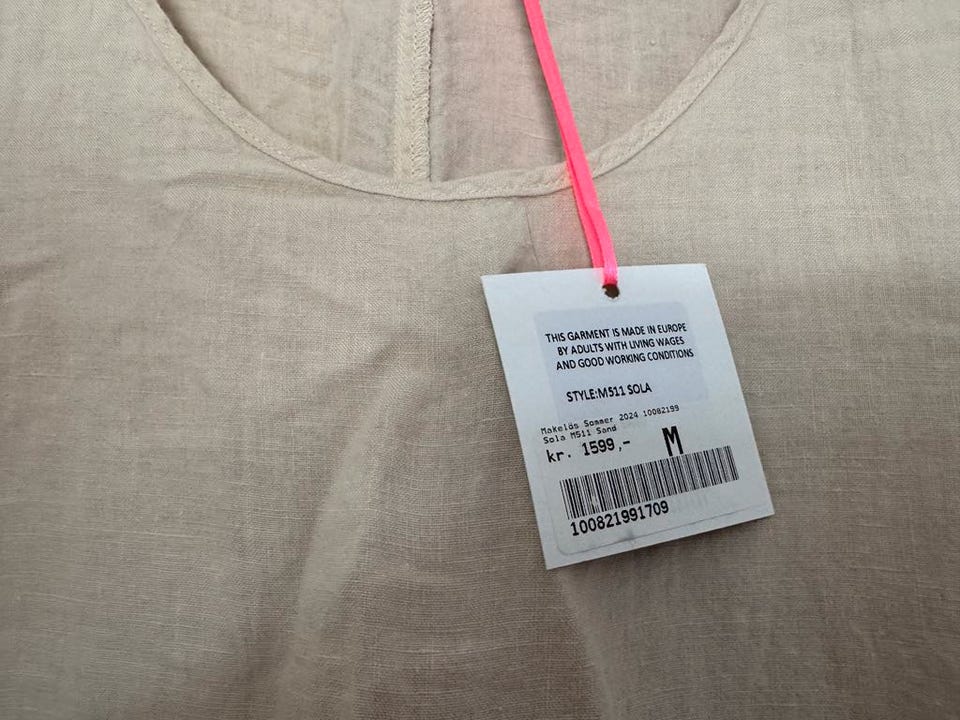 THIS GARMENT IS MADE IN EUROPE
BY ADULTS WITH LIVING WAGES
AND GOOD WORKING CONDITIONS
STYLE:M511 SOLA
Makelös Sommer 2024 10082199
Sola M511 Sand
kr. 1599,- M
100821991709